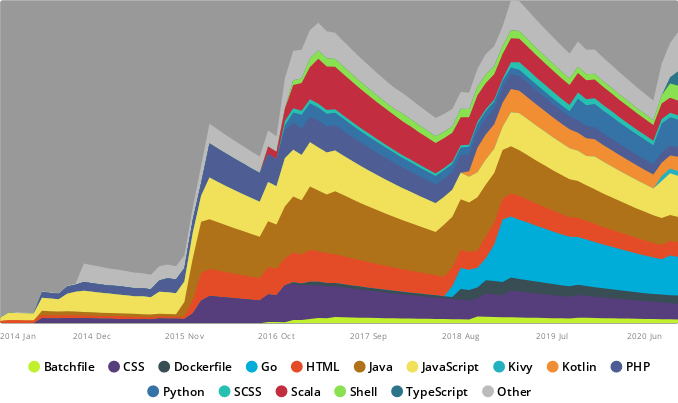 2014 Jan 2014 Dec 2015 Nov 2016 Oct 2017 Sep 2018 Aug 2019 Jul 2020 Jun
Batchfile CSS Dockerfile Go HTML Java JavaScript Kivy Kotlin PHP
Python SCSS Scala Shell TypeScript Other